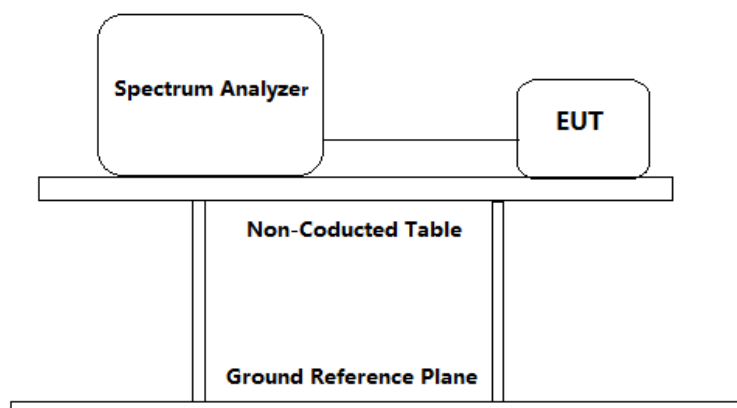 Spectrum Analyzer
EUT
Non-Coducted Table
Ground Reference Plane